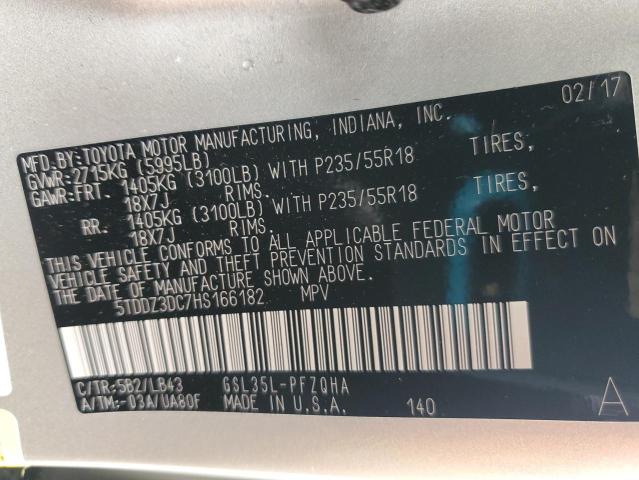 02/17
MFD.BY:TOYOTA MOTOR MANUFACTURING, INDIANA, INC.
GVWR:2715KG (5995LB)
GAWR:FRT. 1405KG (3100LB) WITH P235/55R18 TIRES,
18X7J RIMS.
RR. 1405KG (3100LB) WITH P235/55R18 TIRES,
18X7J RIMS.
THIS VEHICLE CONFORMS TO ALL APPLICABLE FEDERAL MOTOR
VEHICLE SAFETY AND THEFT PREVENTION STANDARDS IN EFFECT ON
THE DATE OF MANUFACTURE SHOWN ABOVE.
5TDDZ3DC7HS166182 MPV
C/TR:5B2/LB43 GSL35L-PFZQHA
A/TM:-03A/UA80F MADE IN U.S.A. 140 A